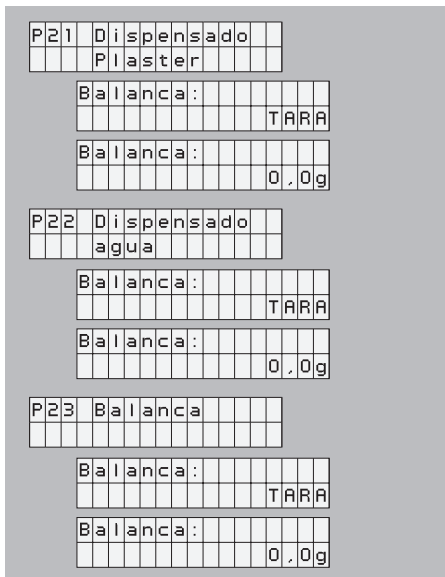 P21 Dispensado
Plaster
Balanca:
TARA
Balanca:
0,0g
P22 Dispensado
agua
Balanca:
TARA
Balanca:
0,0g
P23 Balanca
Balanca:
TARA
Balanca:
0,0g